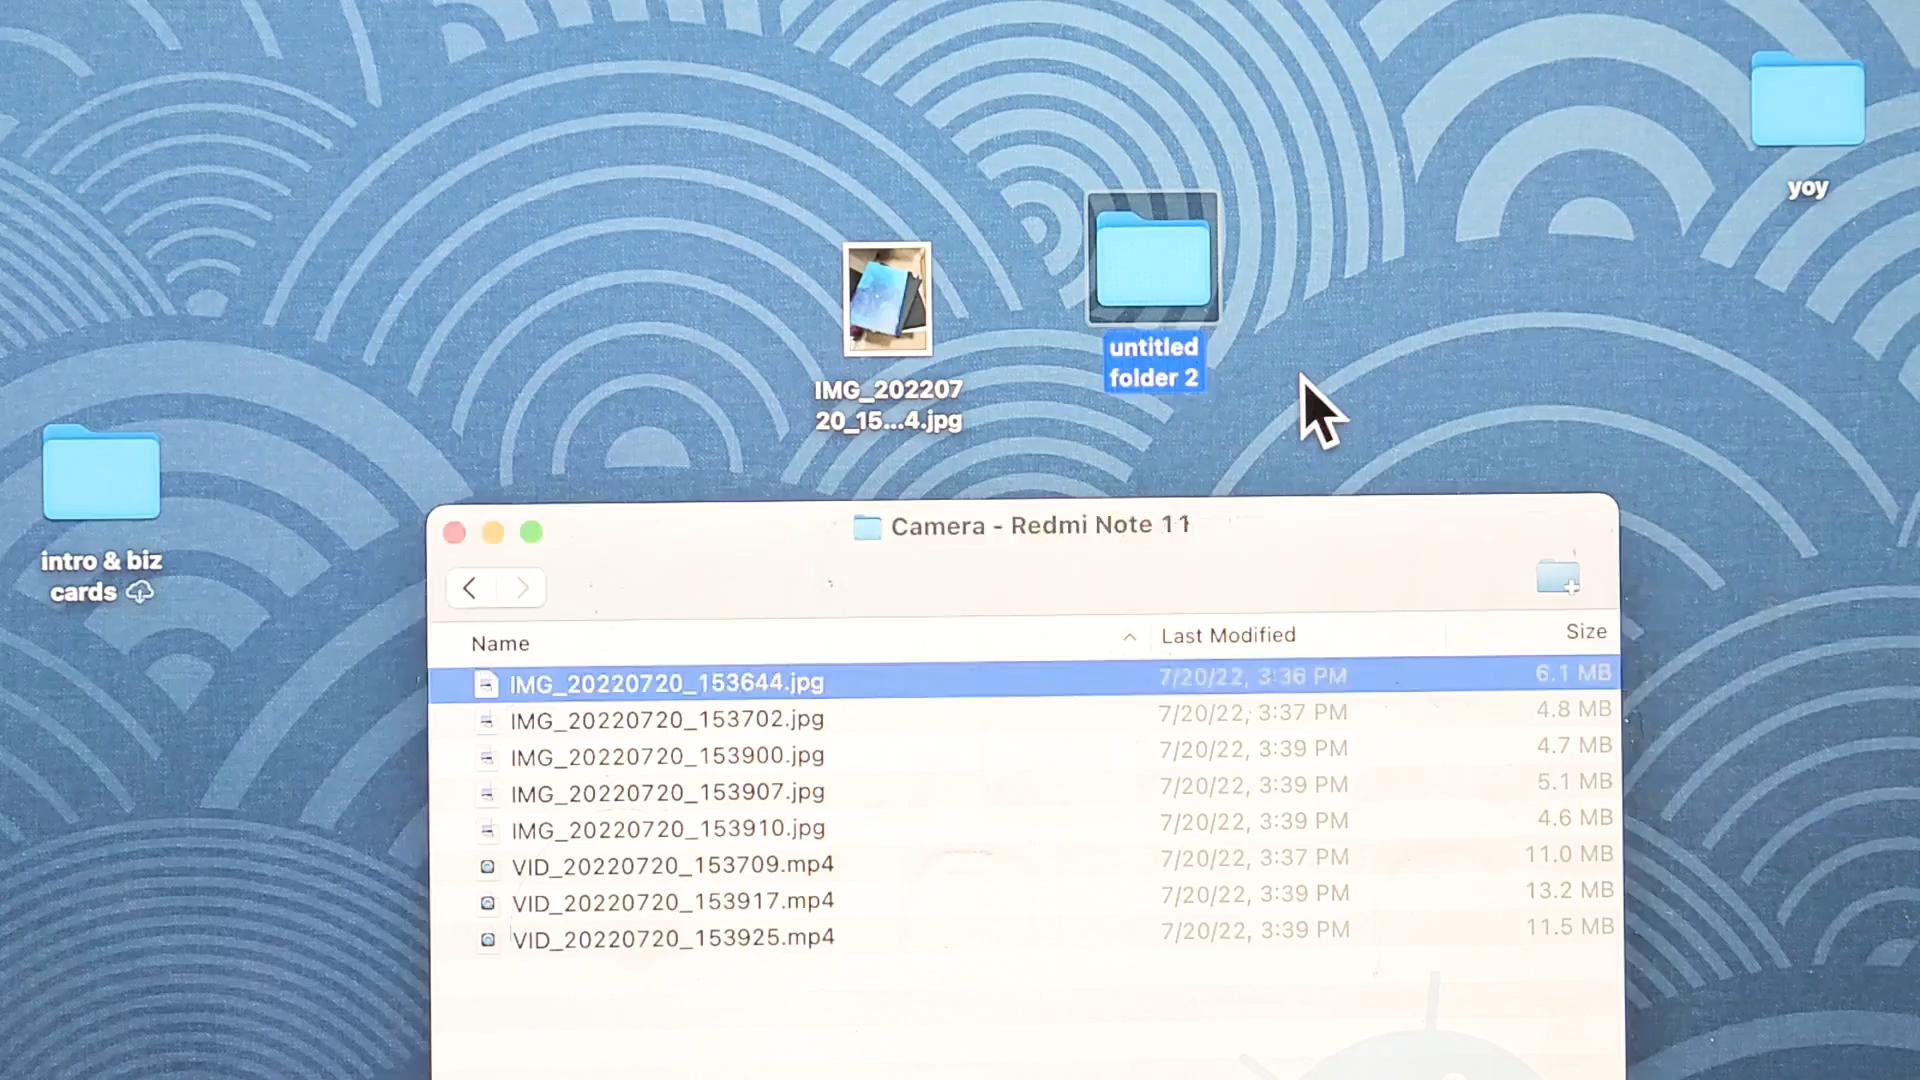 yoy
untitled
folder 2
IMG_202207
20_15...4.jpg
intro & biz
cards
Camera - Redmi Note 11
Name Last Modified Size
IMG_20220720_153644.jpg 7/20/22, 3:36 PM 6.1 MB
IMG_20220720_153702.jpg 7/20/22, 3:37 PM 4.8 MB
IMG_20220720_153900.jpg 7/20/22, 3:39 PM 4.7 MB
IMG_20220720_153907.jpg 7/20/22, 3:39 PM 5.1 MB
IMG_20220720_153910.jpg 7/20/22, 3:39 PM 4.6 MB
VID_20220720_153709.mp4 7/20/22, 3:37 PM 11.0 MB
VID_20220720_153917.mp4 7/20/22, 3:39 PM 13.2 MB
VID_20220720_153925.mp4 7/20/22, 3:39 PM 11.5 MB